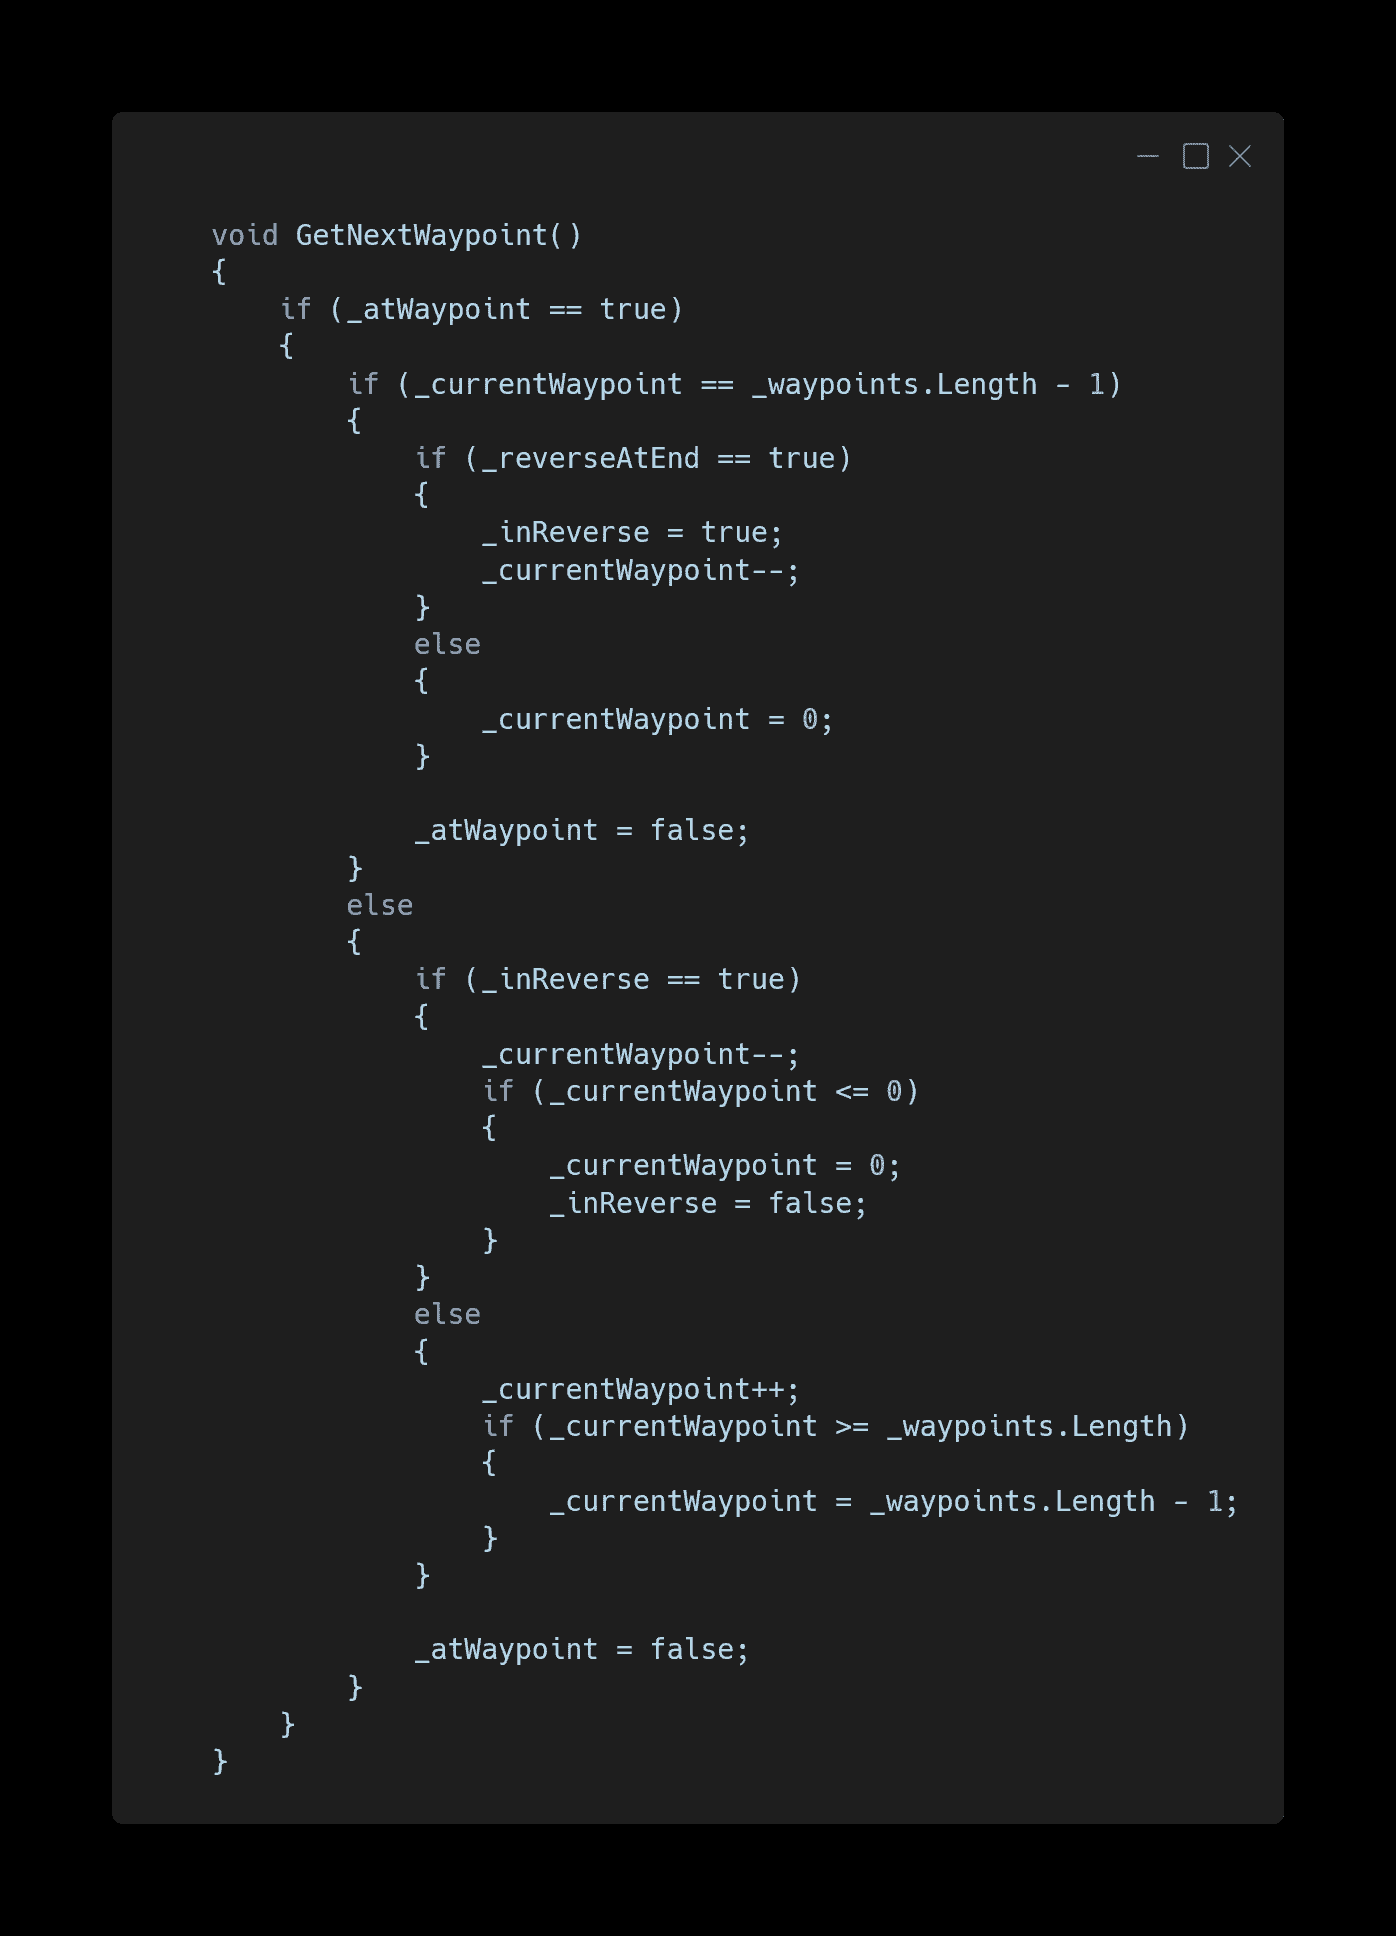 void GetNextWaypoint()
{
    if (_atWaypoint == true)
    {
        if (_currentWaypoint == _waypoints.Length - 1)
        {
            if (_reverseAtEnd == true)
            {
                _inReverse = true;
                _currentWaypoint--;
            }
            else
            {
                _currentWaypoint = 0;
            }

            _atWaypoint = false;
        }
        else
        {
            if (_inReverse == true)
            {
                _currentWaypoint--;
                if (_currentWaypoint <= 0)
                {
                    _currentWaypoint = 0;
                    _inReverse = false;
                }
            }
            else
            {
                _currentWaypoint++;
                if (_currentWaypoint >= _waypoints.Length)
                {
                    _currentWaypoint = _waypoints.Length - 1;
                }
            }

            _atWaypoint = false;
        }
    }
}